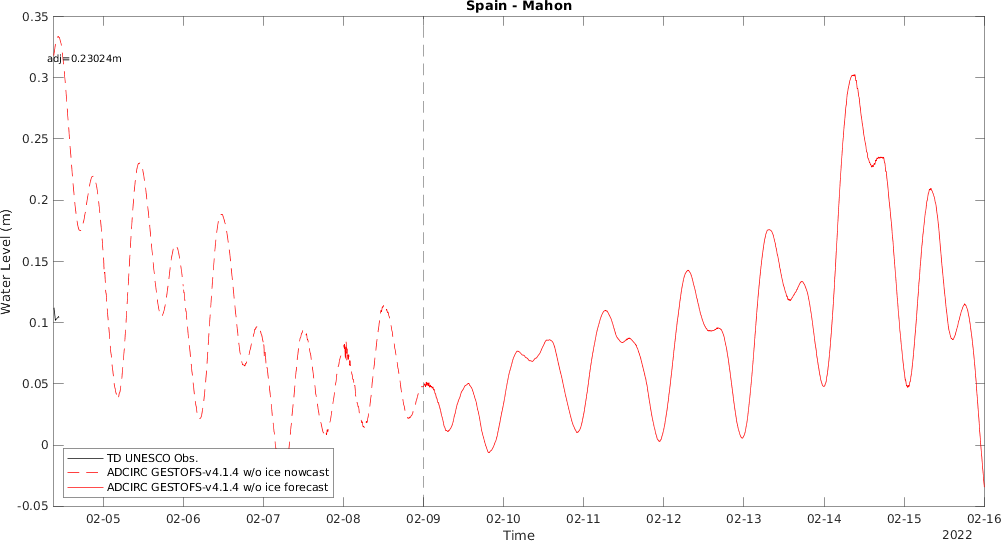 Spain - Mahon
0.35
adj=0.23024m
0.3
0.25
0.2
0.15
0.1
0.05
0
-0.05
Water Level (m)
TD UNESCO Obs.
ADCIRC GESTOFS-v4.1.4 w/o ice nowcast
ADCIRC GESTOFS-v4.1.4 w/o ice forecast
02-05 02-06 02-07 02-08 02-09 02-10 02-11 02-12 02-13 02-14 02-15 02-16
Time
2022